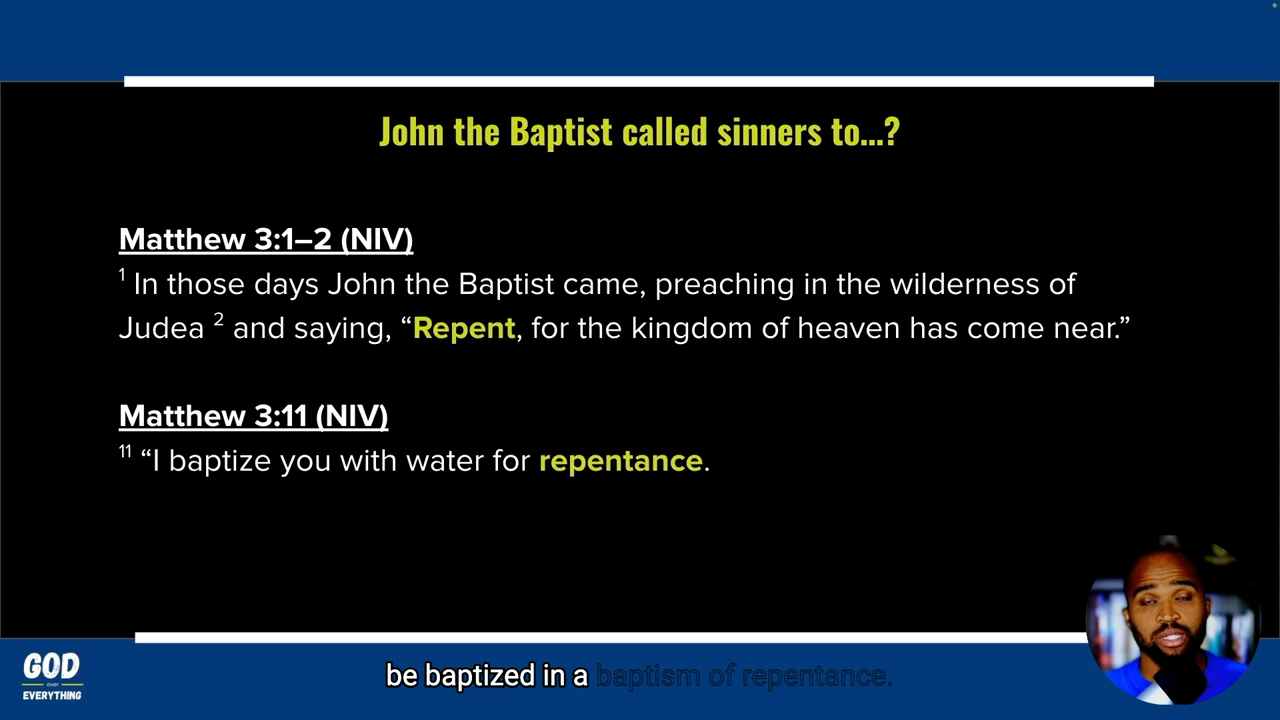 John the Baptist called sinners to...?
Matthew 3:1–2 (NIV)
1 In those days John the Baptist came, preaching in the wilderness of
Judea 2 and saying, “Repent, for the kingdom of heaven has come near.”
Matthew 3:11 (NIV)
11 “I baptize you with water for repentance.
GOD
over
EVERYTHING
be baptized in a baptism of repentance.